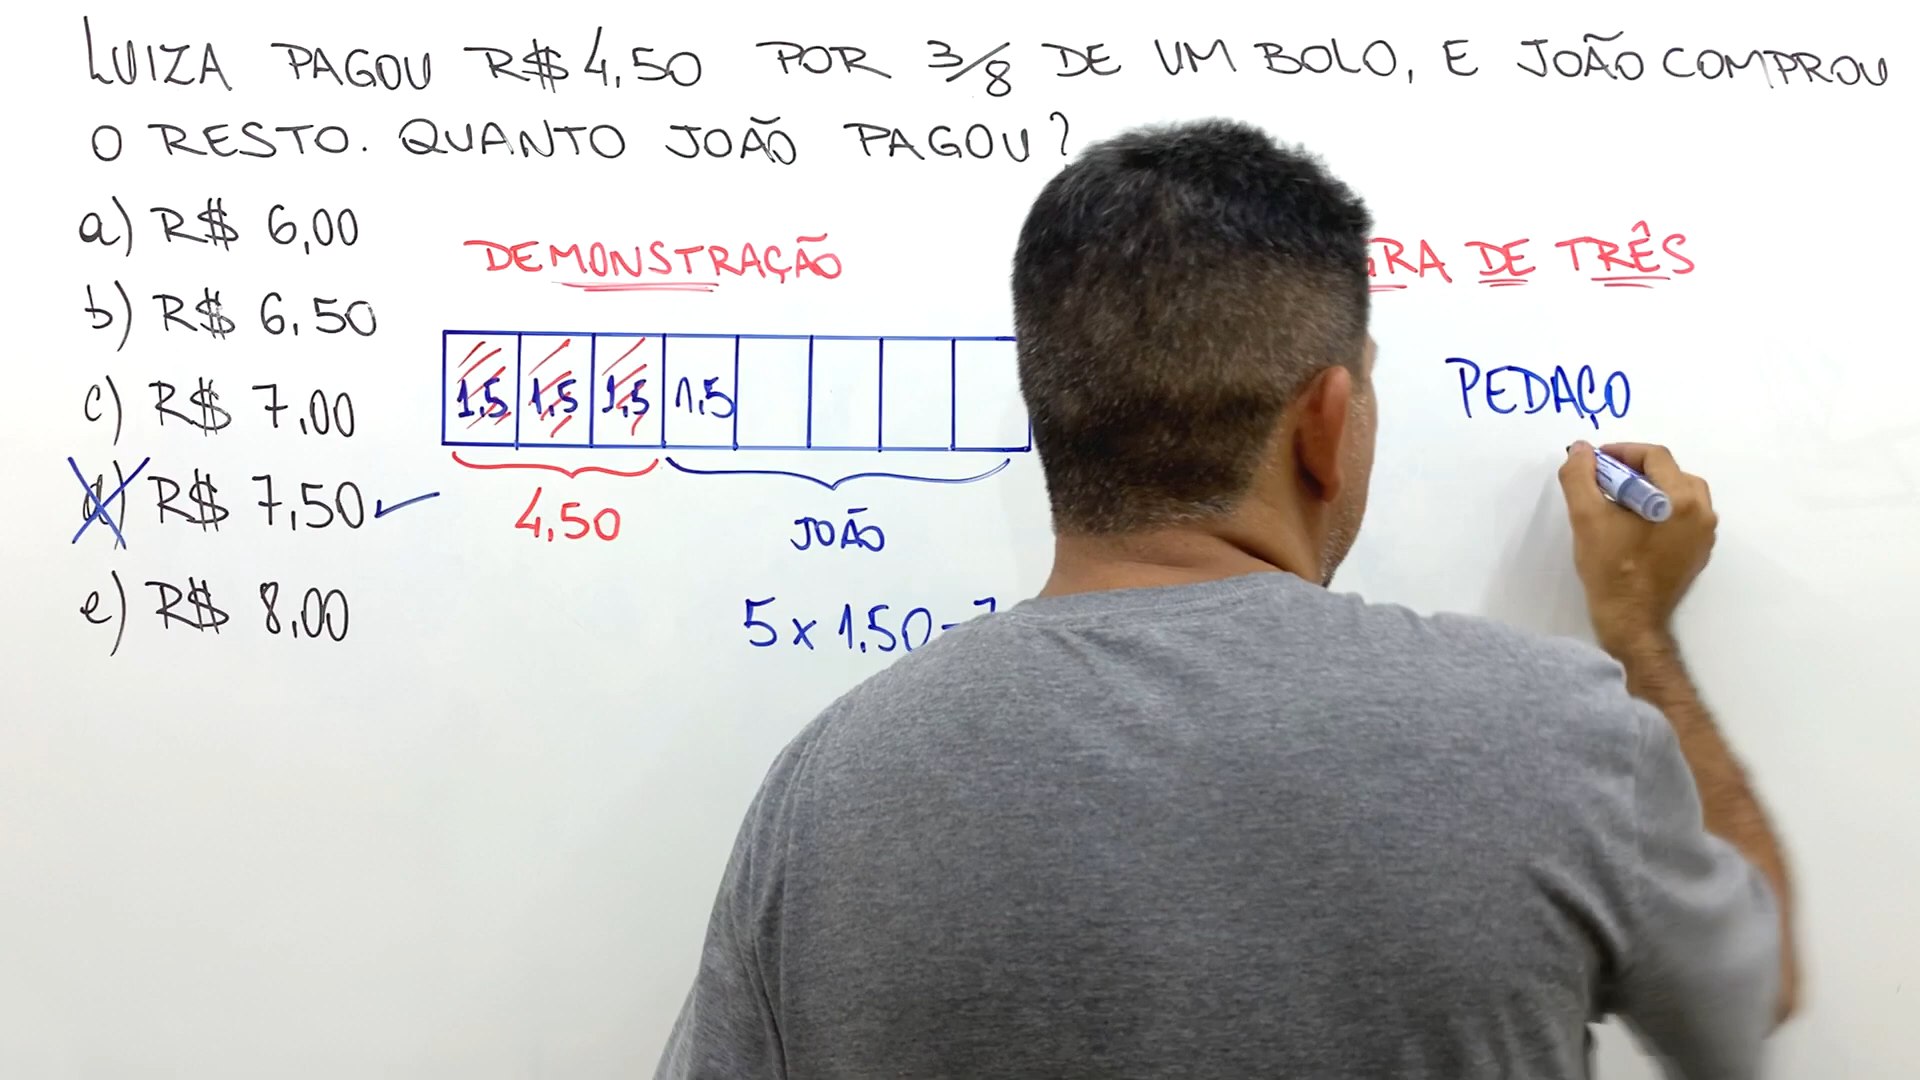 LUIZA PAGOU R$ 4,50 POR 3/8 DE UM BOLO, E JOÃO COMPROU
O RESTO. QUANTO JOÃO PAGOU?
a) R$ 6,00
b) R$ 6,50
c) R$ 7,00
d) R$ 7,50
e) R$ 8,00
DEMONSTRAÇÃO
1,5 1,5 1,5 1,5
4,50
JOÃO
5 x 1,50
DE TRÊS
PEDAÇO